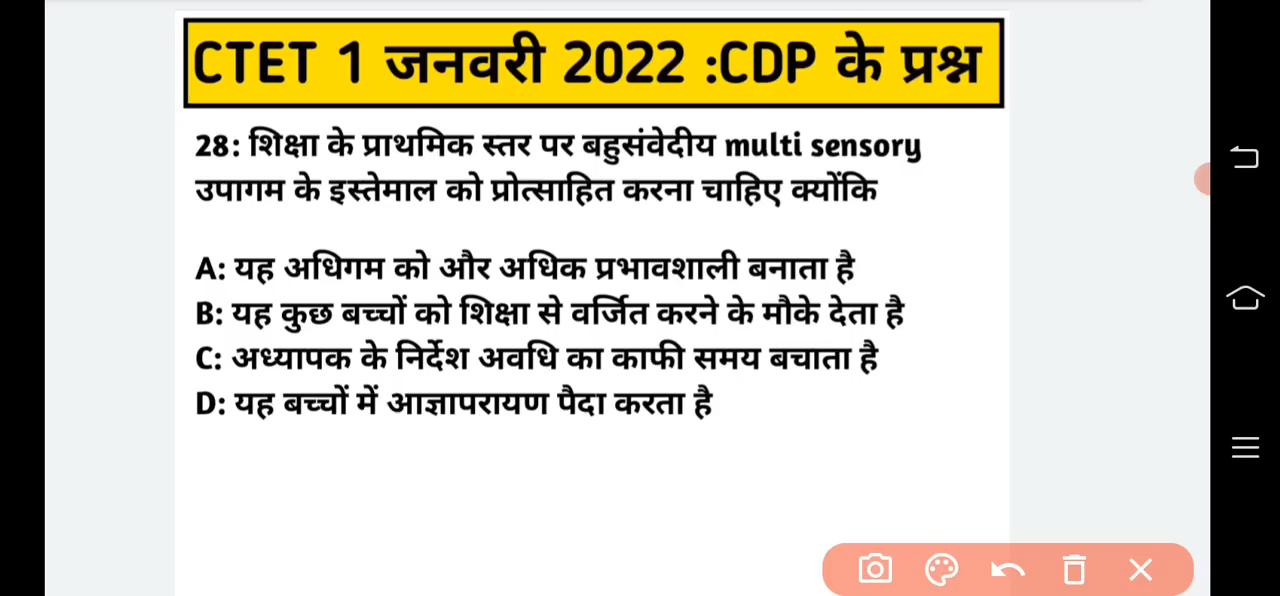 CTET 1 जनवरी 2022 :CDP के प्रश्न
28: शिक्षा के प्राथमिक स्तर पर बहुसंवेदीय multi sensory
उपागम के इस्तेमाल को प्रोत्साहित करना चाहिए क्योंकि
A: यह अधिगम को और अधिक प्रभावशाली बनाता है
B: यह कुछ बच्चों को शिक्षा से वर्जित करने के मौके देता है
C: अध्यापक के निर्देश अवधि का काफी समय बचाता है
D: यह बच्चों में आज्ञापरायण पैदा करता है